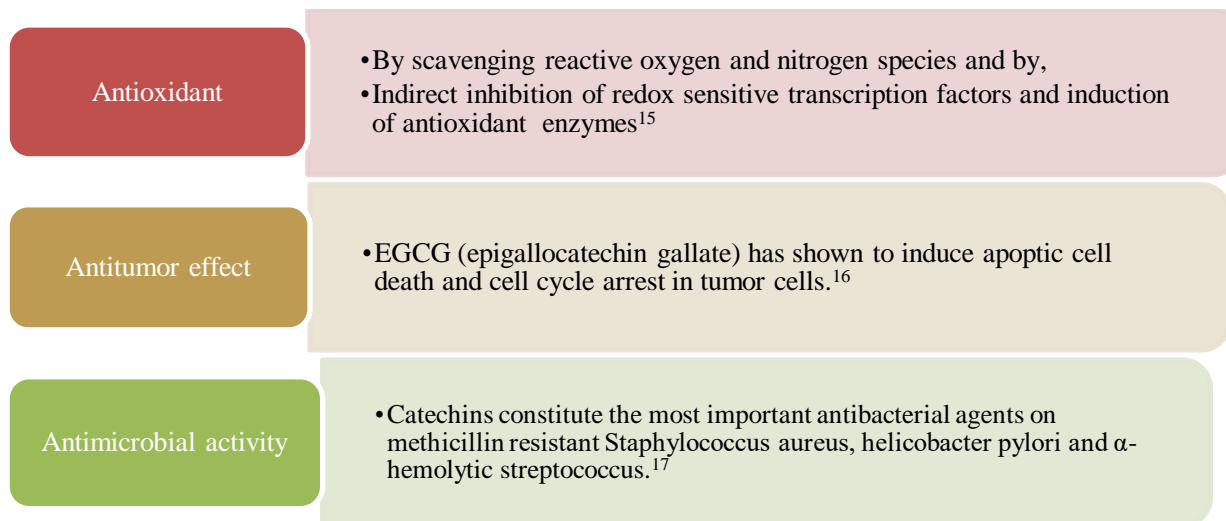 Antioxidant
•By scavenging reactive oxygen and nitrogen species and by,
•Indirect inhibition of redox sensitive transcription factors and induction
of antioxidant enzymes¹⁵
Antitumor effect
•EGCG (epigallocatechin gallate) has shown to induce apoptic cell
death and cell cycle arrest in tumor cells.¹⁶
Antimicrobial activity
•Catechins constitute the most important antibacterial agents on
methicillin resistant Staphylococcus aureus, helicobacter pylori and α-
hemolytic streptococcus.¹⁷